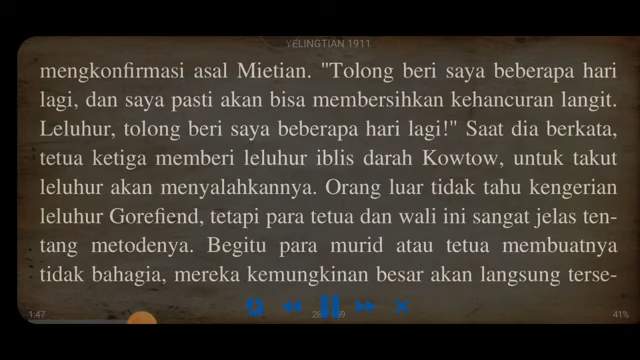 YELINGTIAN 1911
mengkonfirmasi asal Mietian. "Tolong beri saya beberapa hari
lagi, dan saya pasti akan bisa membersihkan kehancuran langit.
Leluhur, tolong beri saya beberapa hari lagi!" Saat dia berkata,
tetua ketiga memberi leluhur iblis darah Kowtow, untuk takut
leluhur akan menyalahkannya. Orang luar tidak tahu kengerian
leluhur Gorefiend, tetapi para tetua dan wali ini sangat jelas ten-
tang metodenya. Begitu para murid atau tetua membuatnya
tidak bahagia, mereka kemungkinan besar akan langsung terse-
1:47
41%